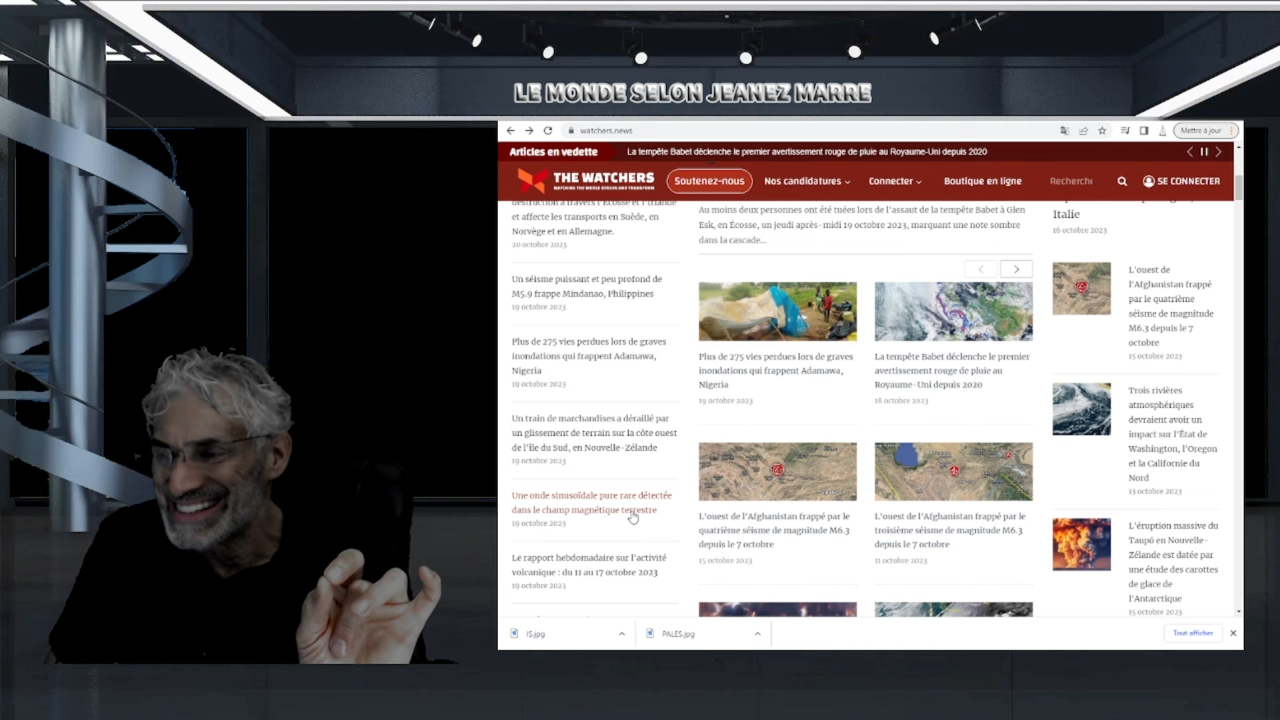 LE MONDE SELON JEANEZ MARRE
watchers.news
Mettre à jour
Articles en vedette
La tempête Babet déclenche le premier avertissement rouge de pluie au Royaume-Uni depuis 2020
THE WATCHERS
WATCHING THE WORLD EVOLVE AND TRANSFORM
Soutenez-nous
Nos candidatures
Connecter
Boutique en ligne
Recherch
SE CONNECTER
destruction à travers l'Écosse et l'Irlande
et affecte les transports en Suède, en
Norvège et en Allemagne.
20 octobre 2023
Un séisme puissant et peu profond de
M5.9 frappe Mindanao, Philippines
19 octobre 2023
Plus de 275 vies perdues lors de graves
inondations qui frappent Adamawa,
Nigeria
19 octobre 2023
Un train de marchandises a déraillé par
un glissement de terrain sur la côte ouest
de l'île du Sud, en Nouvelle-Zélande
19 octobre 2023
Une onde sinusoïdale pure rare détectée
dans le champ magnétique terrestre
19 octobre 2023
Le rapport hebdomadaire sur l'activité
volcanique : du 11 au 17 octobre 2023
19 octobre 2023
Au moins deux personnes ont été tuées lors de l'assaut de la tempête Babet à Glen
Esk, en Écosse, un jeudi après-midi 19 octobre 2023, marquant une note sombre
dans la cascade...
Plus de 275 vies perdues lors de graves
inondations qui frappent Adamawa,
Nigeria
19 octobre 2023
La tempête Babet déclenche le premier
avertissement rouge de pluie au
Royaume-Uni depuis 2020
18 octobre 2023
L'ouest de l'Afghanistan frappé par le
quatrième séisme de magnitude M6.3
depuis le 7 octobre
15 octobre 2023
L'ouest de l'Afghanistan frappé par le
troisième séisme de magnitude M6.3
depuis le 7 octobre
11 octobre 2023
Italie
16 octobre 2023
L'ouest de
l'Afghanistan frappé
par le quatrième
séisme de magnitude
M6.3 depuis le 7
octobre
15 octobre 2023
Trois rivières
atmosphériques
devraient avoir un
impact sur l'État de
Washington, l'Oregon
et la Californie du
Nord
13 octobre 2023
L'éruption massive du
Taupō en Nouvelle-
Zélande est datée par
une étude des carottes
de glace de
l'Antarctique
15 octobre 2023
IS.jpg
PALES.jpg
Tout afficher